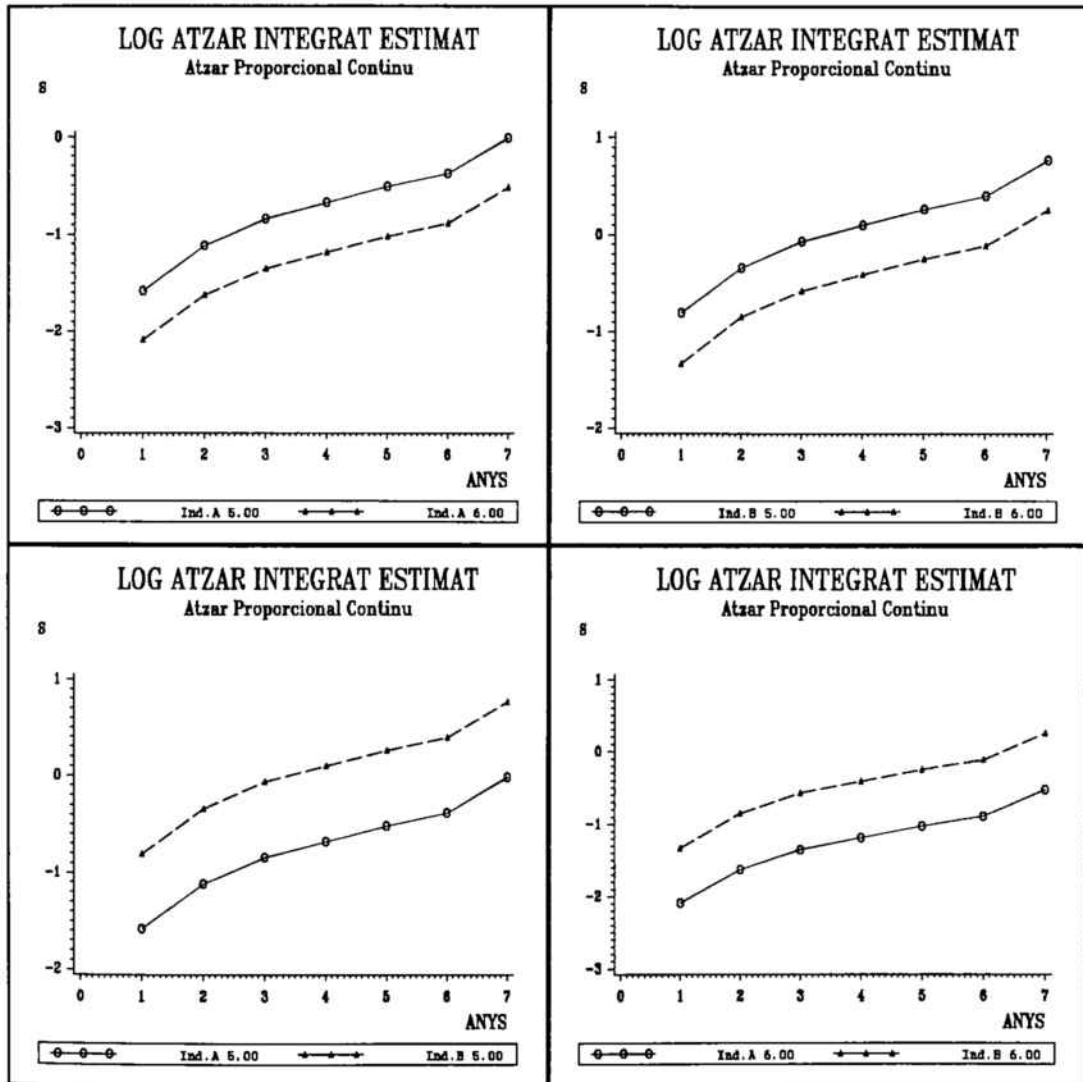 LOG ATZAR INTEGRAT ESTIMAT
Atzar Proporcional Continu
S
0
-1
-2
-3
0 1 2 3 4 5 6 7
ANYS
Ind.A 5.00 Ind.A 6.00
LOG ATZAR INTEGRAT ESTIMAT
Atzar Proporcional Continu
S
1
0
-1
-2
0 1 2 3 4 5 6 7
ANYS
Ind.B 5.00 Ind.B 6.00
LOG ATZAR INTEGRAT ESTIMAT
Atzar Proporcional Continu
S
1
0
-1
-2
0 1 2 3 4 5 6 7
ANYS
Ind.A 5.00 Ind.B 5.00
LOG ATZAR INTEGRAT ESTIMAT
Atzar Proporcional Continu
S
1
0
-1
-2
-3
0 1 2 3 4 5 6 7
ANYS
Ind.A 6.00 Ind.B 6.00